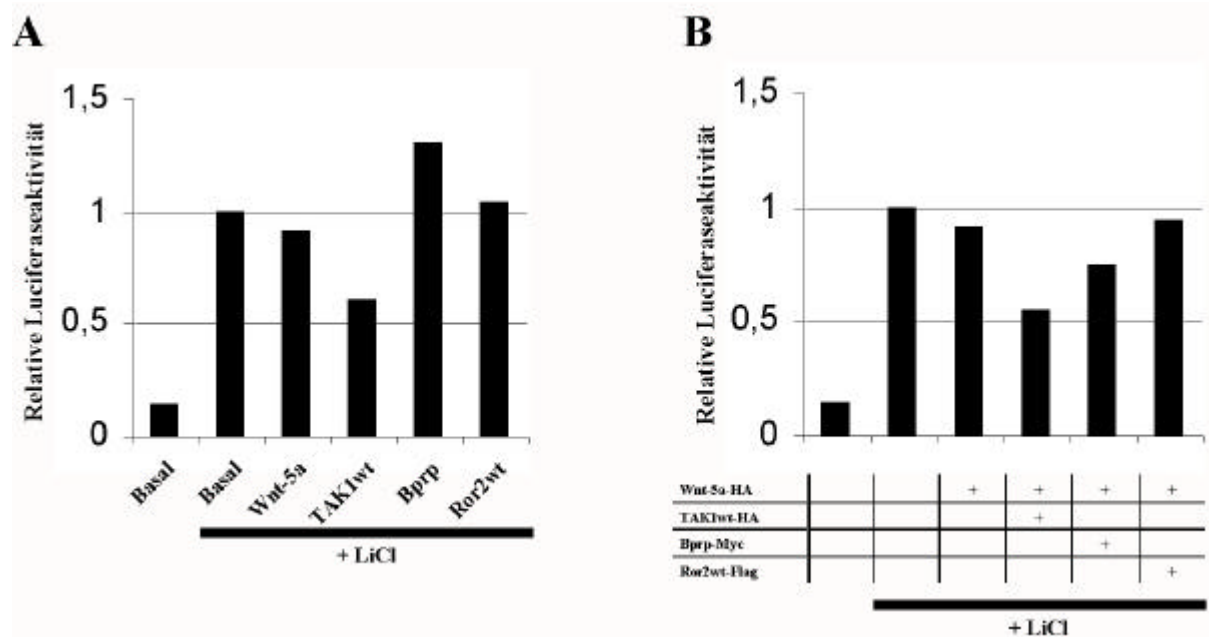 A
Relative Luciferaseaktivität
1,5
1
0,5
0
Basal
Basal
Wnt-5a
TAK1wt
Bprp
Ror2wt
+ LiCl
B
Relative Luciferaseaktivität
1,5
1
0,5
0
Wnt-5a-HA + + + +
TAK1wt-HA +
Bprp-Myc +
Ror2wt-Flag +
+ LiCl